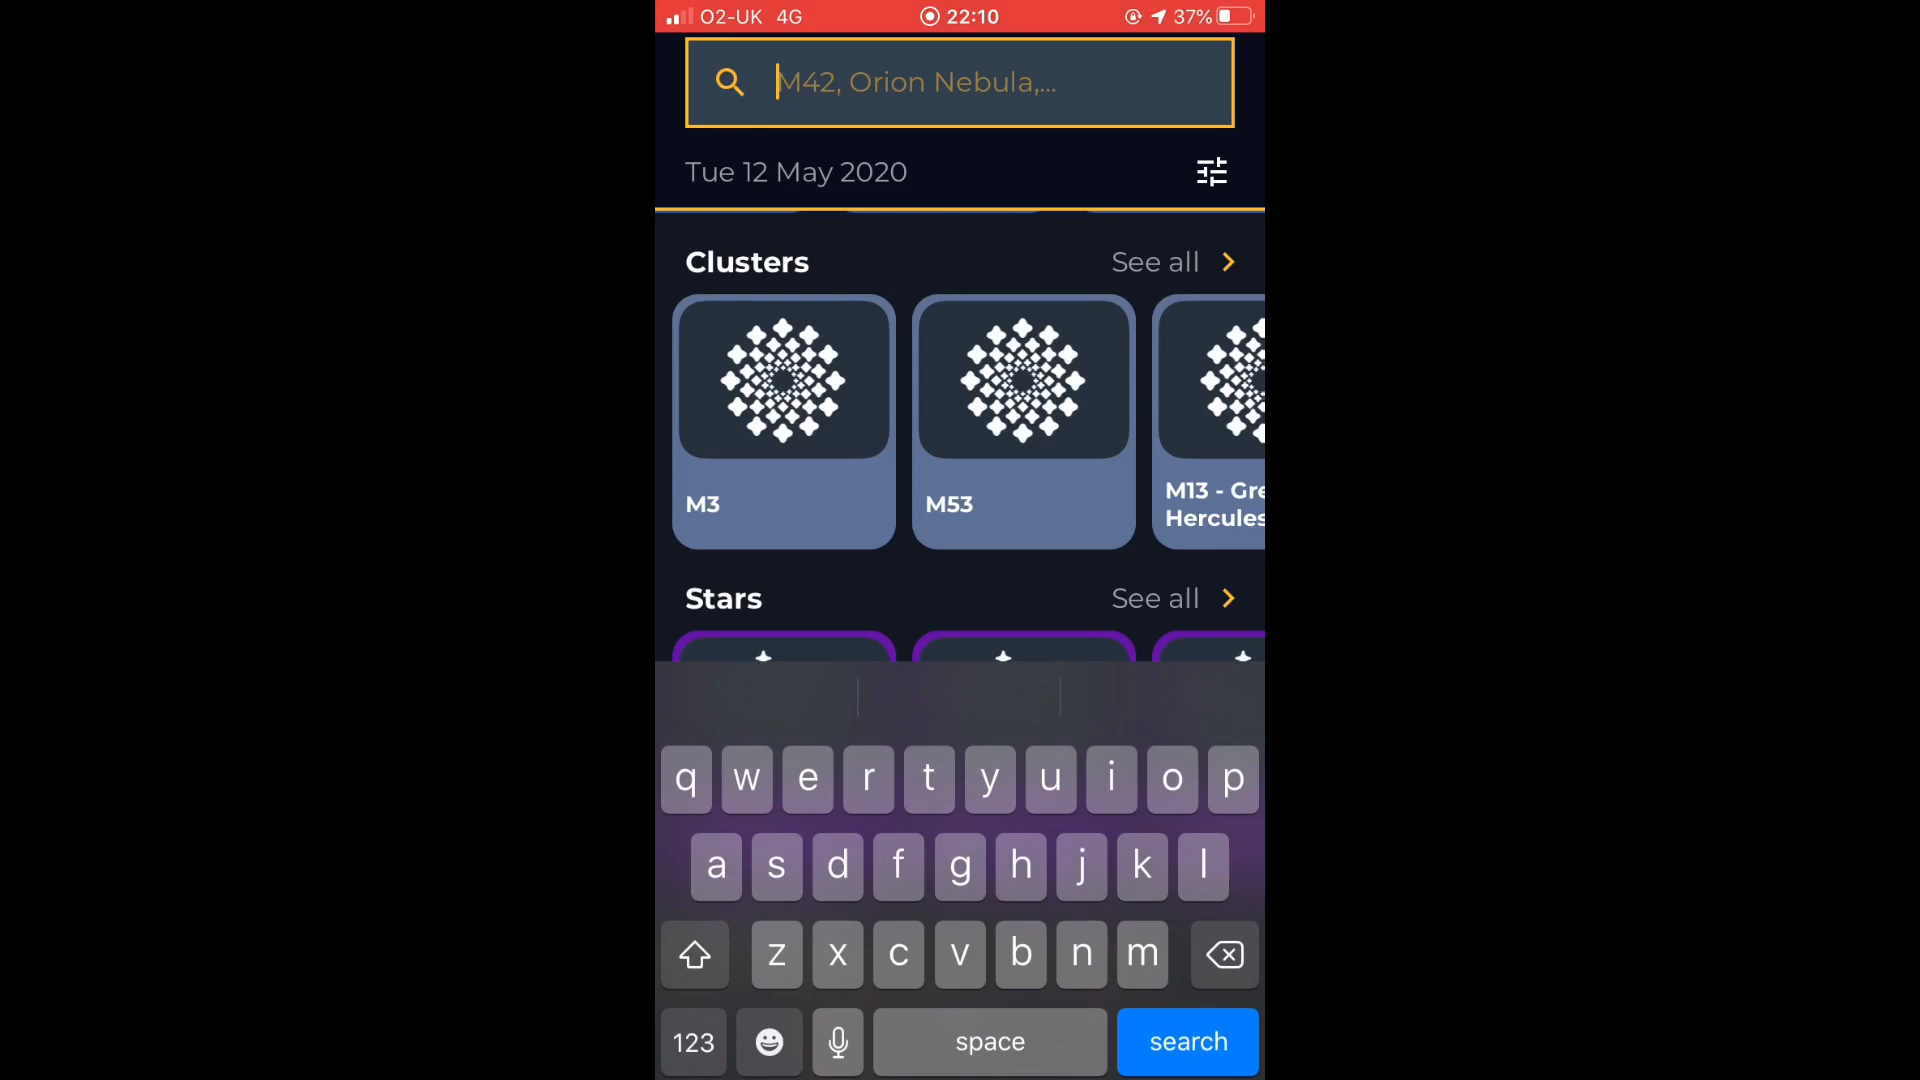 O2-UK 4G 22:10 37%
M42, Orion Nebula,...
Tue 12 May 2020
Clusters See all
M3 M53 M13 - Gre
Hercules
Stars See all
q w e r t y u i o p
a s d f g h j k l
z x c v b n m
123 space search